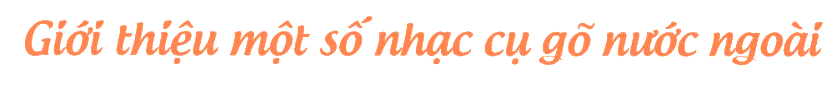 Giới thiệu một số nhạc cụ gõ nước ngoài